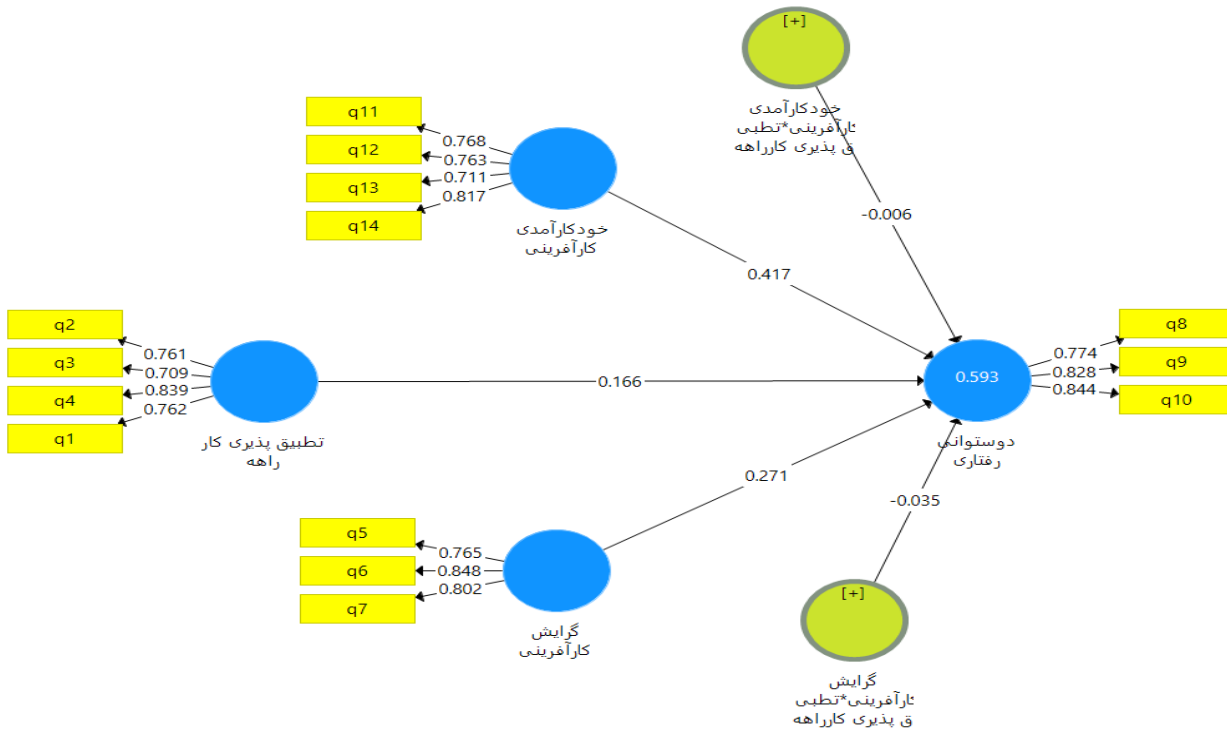 [+]
خودکارآمدی
کارآفرینی*تطبی
ق پذیری کارراهه
q11
q12
q13
q14
0.768
0.763
0.711
0.817
خودکارآمدی
کارآفرینی
-0.006
0.417
q2
q3
q4
q1
0.761
0.709
0.839
0.762
تطبیق پذیری کار
راهه
0.166
0.593
دوستوانی
رفتاری
0.774
0.828
0.844
q8
q9
q10
0.271
-0.035
q5
q6
q7
0.765
0.848
0.802
گرایش
کارآفرینی
[+]
گرایش
کارآفرینی*تطبی
ق پذیری کارراهه